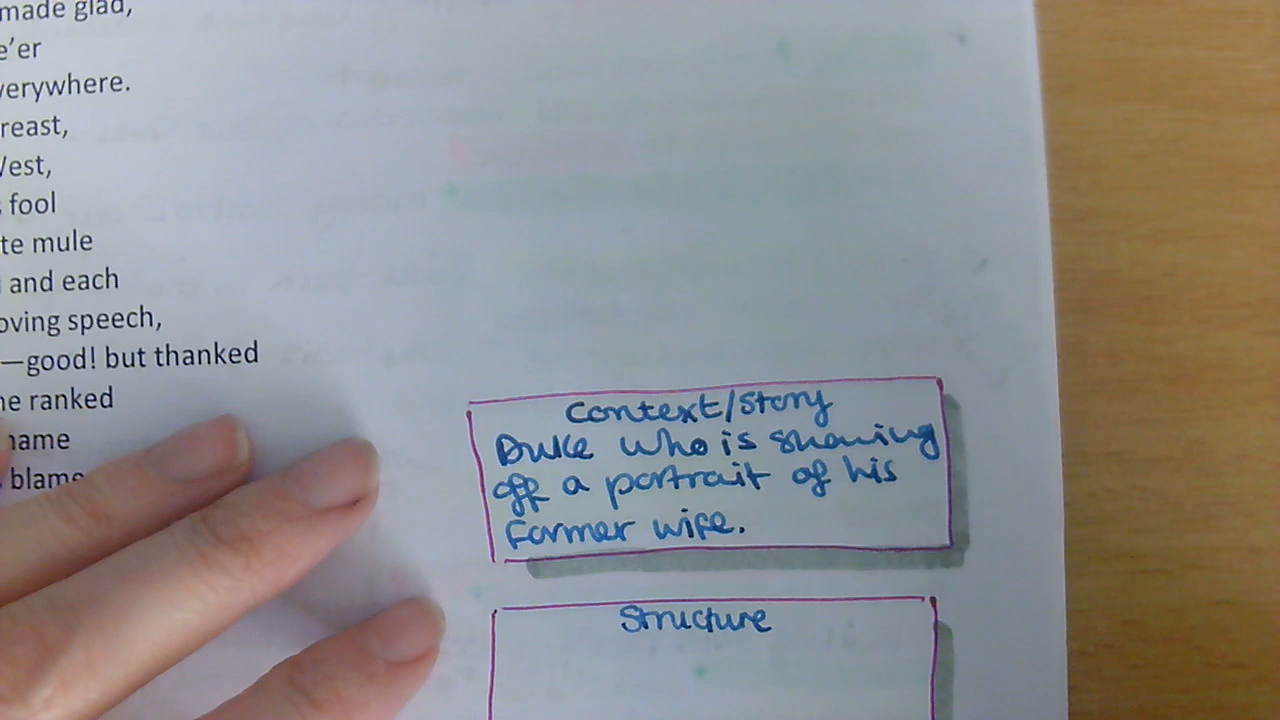 made glad,
e'er
verywhere.
reast,
Vest,
fool
te mule
and each
oving speech,
—good! but thanked
he ranked
name
blame
Context/Story
Duke who is showing
off a portrait of his
former wife.
Structure